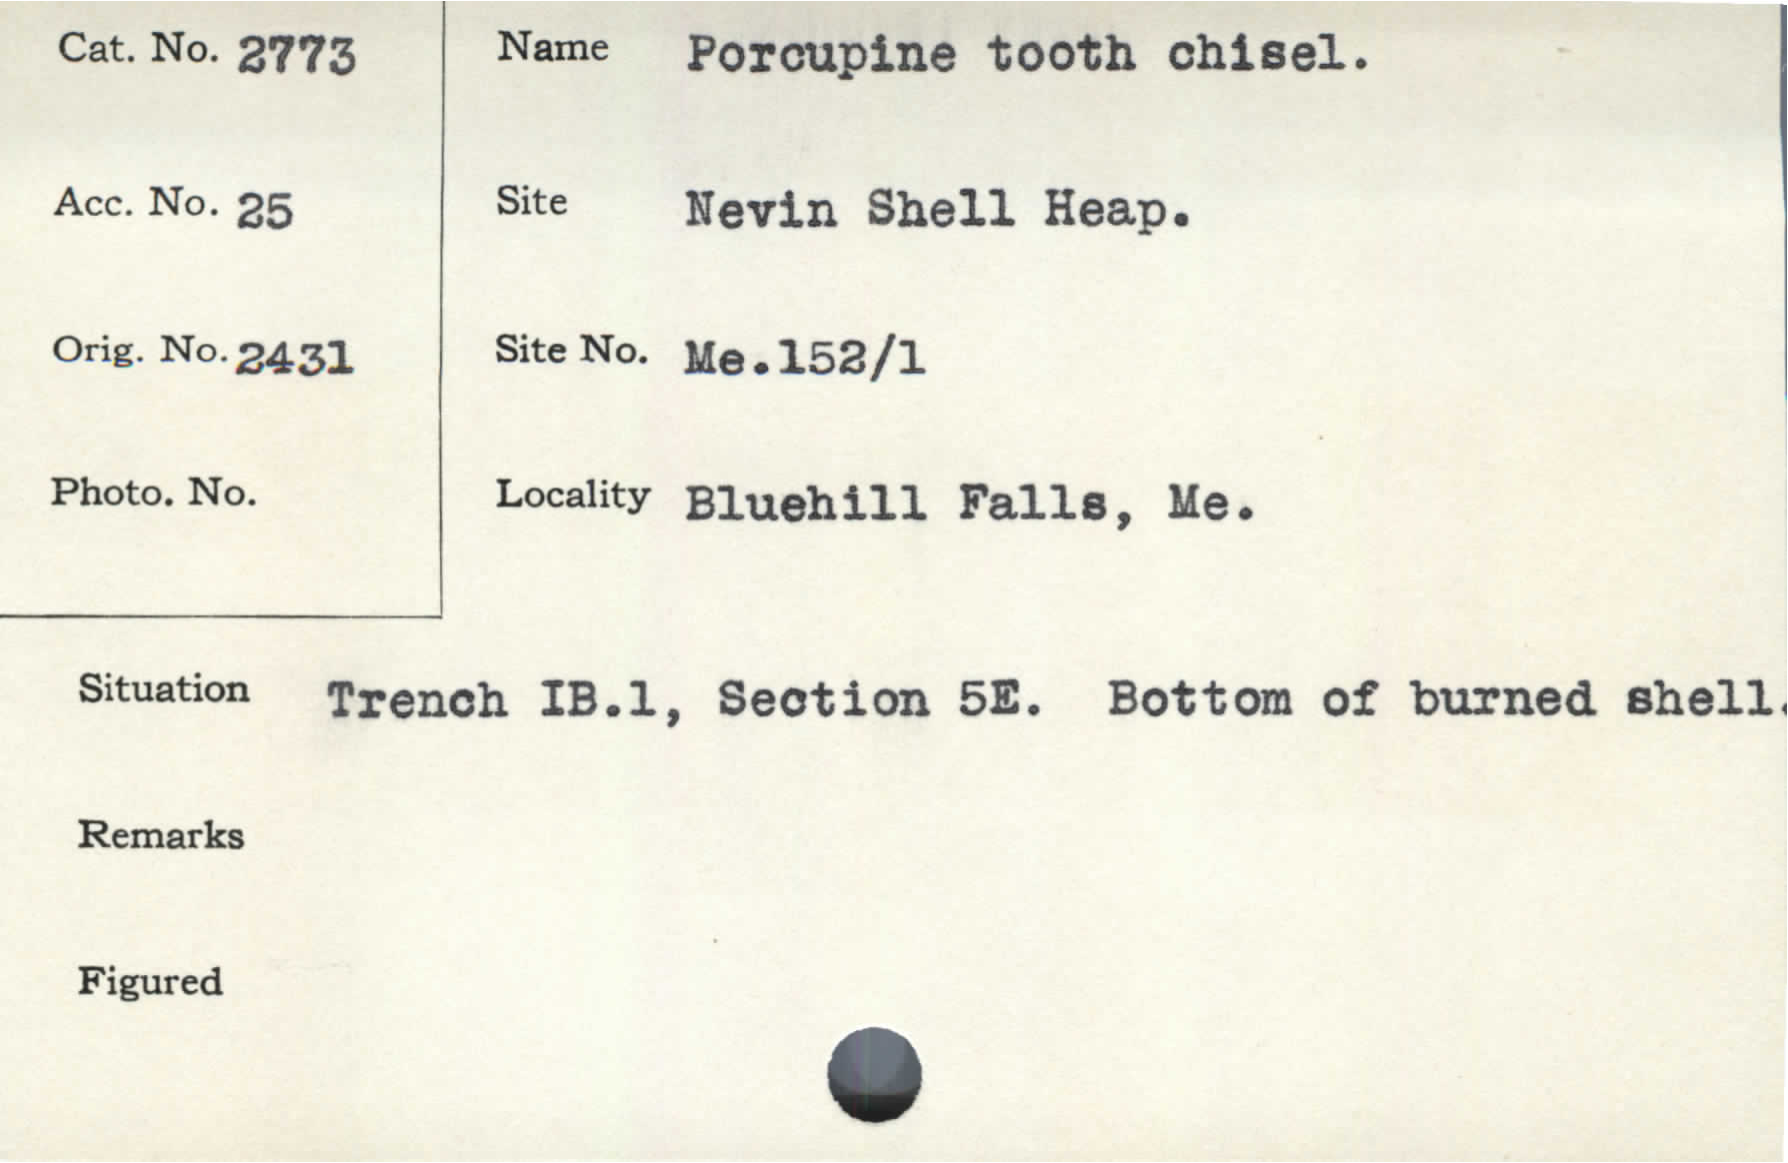 Cat. No. 2773
Name Porcupine tooth chisel.
Acc. No. 25
Site Nevin Shell Heap.
Orig. No. 2431
Site No. Me.152/1
Photo. No.
Locality Bluehill Falls, Me.
Situation Trench IB.1, Section 5E. Bottom of burned shell.
Remarks
Figured